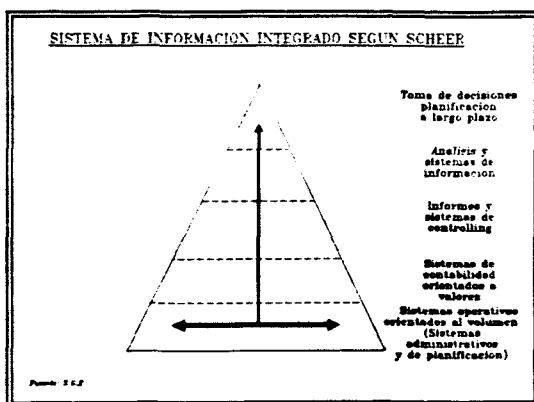 SISTEMA DE INFORMACION INTEGRADO SEGUN SCHEER
Toma de decisiones
planificacion
a largo plazo
Analisis y
sistemas de
informacion
Informes y
sistemas de
controlling
Sistemas de
contabilidad
orientados a
valores
Sistemas operativos
orientados al volumen
(Sistemas
administrativos
y de planificacion)
Fuente: